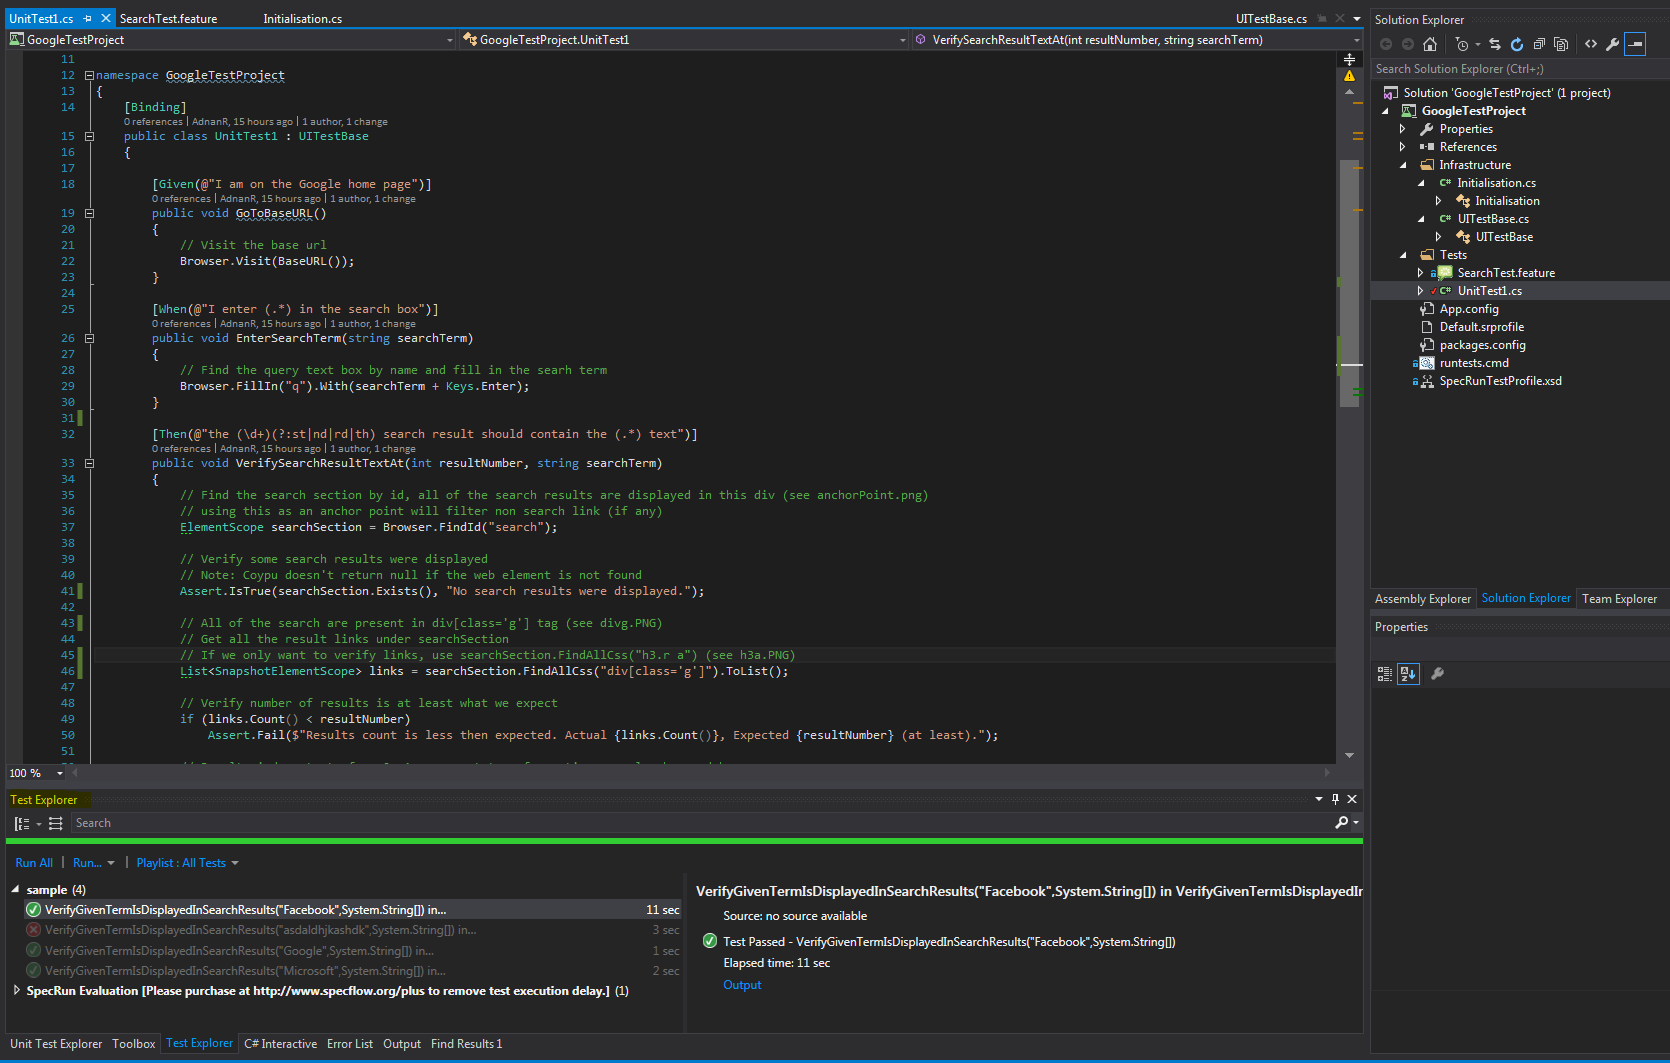 UnitTest1.cs SearchTest.feature Initialisation.cs UITestBase.cs
GoogleTestProject GoogleTestProject.UnitTest1 VerifySearchResultTextAt(int resultNumber, string searchTerm)
11
12 namespace GoogleTestProject
13 {
14 [Binding]
0 references | AdnanR, 15 hours ago | 1 author, 1 change
15 public class UnitTest1 : UITestBase
16 {
17
18 [Given(@"I am on the Google home page")]
0 references | AdnanR, 15 hours ago | 1 author, 1 change
19 public void GoToBaseURL()
20 {
21 // Visit the base url
22 Browser.Visit(BaseURL());
23 }
24
25 [When(@"I enter (.*) in the search box")]
0 references | AdnanR, 15 hours ago | 1 author, 1 change
26 public void EnterSearchTerm(string searchTerm)
27 {
28 // Find the query text box by name and fill in the searh term
29 Browser.FillIn("q").With(searchTerm + Keys.Enter);
30 }
31
32 [Then(@"the (\d+)(?:st|nd|rd|th) search result should contain the (.*) text")]
0 references | AdnanR, 15 hours ago | 1 author, 1 change
33 public void VerifySearchResultTextAt(int resultNumber, string searchTerm)
34 {
35 // Find the search section by id, all of the search results are displayed in this div (see anchorPoint.png)
36 // using this as an anchor point will filter non search link (if any)
37 ElementScope searchSection = Browser.FindId("search");
38
39 // Verify some search results were displayed
40 // Note: Coypu doesn't return null if the web element is not found
41 Assert.IsTrue(searchSection.Exists(), "No search results were displayed.");
42
43 // All of the search are present in div[class='g'] tag (see divg.PNG)
44 // Get all the result links under searchSection
45 // If we only want to verify links, use searchSection.FindAllCss("h3.r a") (see h3a.PNG)
46 List<SnapshotElementScope> links = searchSection.FindAllCss("div[class='g']").ToList();
47
48 // Verify number of results is at least what we expect
49 if (links.Count() < resultNumber)
50 Assert.Fail($"Results count is less then expected. Actual {links.Count()}, Expected {resultNumber} (at least).");
51
100 %
Test Explorer
Search
Run All | Run... | Playlist : All Tests
sample (4)
VerifyGivenTermIsDisplayedInSearchResults("Facebook",System.String[]) in... 11 sec
VerifyGivenTermIsDisplayedInSearchResults("asdaldhjkashdk",System.String[]) in... 3 sec
VerifyGivenTermIsDisplayedInSearchResults("Google",System.String[]) in... 1 sec
VerifyGivenTermIsDisplayedInSearchResults("Microsoft",System.String[]) in... 2 sec
SpecRun Evaluation [Please purchase at http://www.specflow.org/plus to remove test execution delay.] (1)
VerifyGivenTermIsDisplayedInSearchResults("Facebook",System.String[]) in VerifyGivenTermIsDisplayedInl
Source: no source available
Test Passed - VerifyGivenTermIsDisplayedInSearchResults("Facebook",System.String[])
Elapsed time: 11 sec
Output
Unit Test Explorer Toolbox Test Explorer C# Interactive Error List Output Find Results 1
Solution Explorer
Search Solution Explorer (Ctrl+;)
Solution 'GoogleTestProject' (1 project)
GoogleTestProject
Properties
References
Infrastructure
C# Initialisation.cs
Initialisation
C# UITestBase.cs
UITestBase
Tests
SearchTest.feature
C# UnitTest1.cs
App.config
Default.srprofile
packages.config
runtests.cmd
SpecRunTestProfile.xsd
Assembly Explorer Solution Explorer Team Explorer
Properties